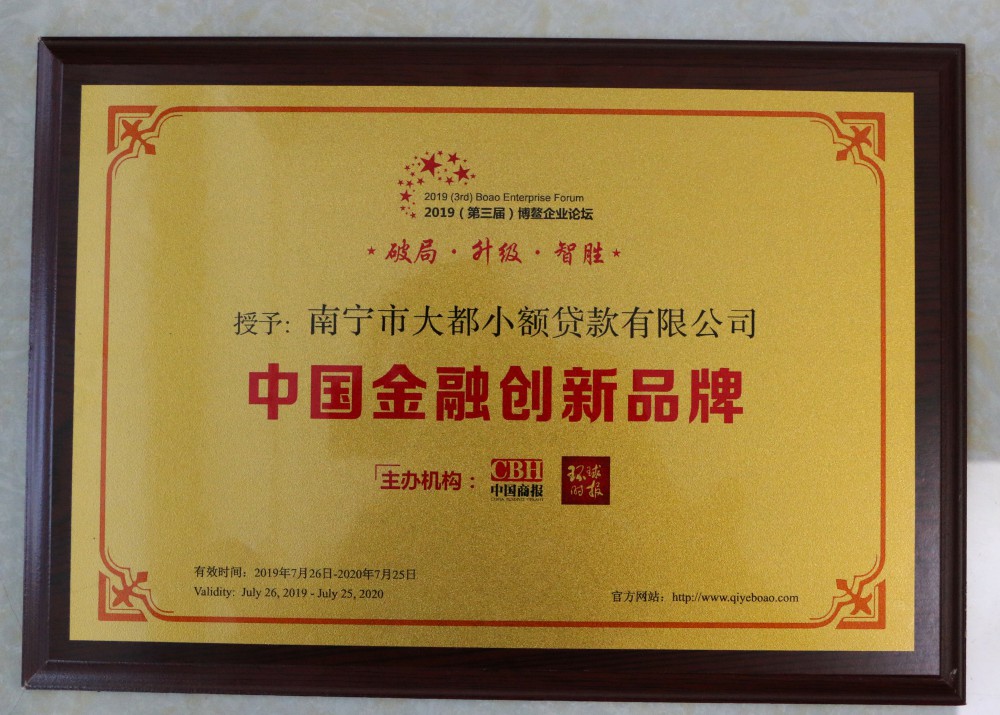 2019 (3rd) Boao Enterprise Forum
2019（第三届）博鳌企业论坛
破局·升级·智胜
授予: 南宁市大都小额贷款有限公司
中国金融创新品牌
主办机构： CBH 中国商报 环球时报
有效时间：2019年7月26日-2020年7月25日
Validity: July 26, 2019 - July 25, 2020
官方网站：http://www.qiyeboao.com